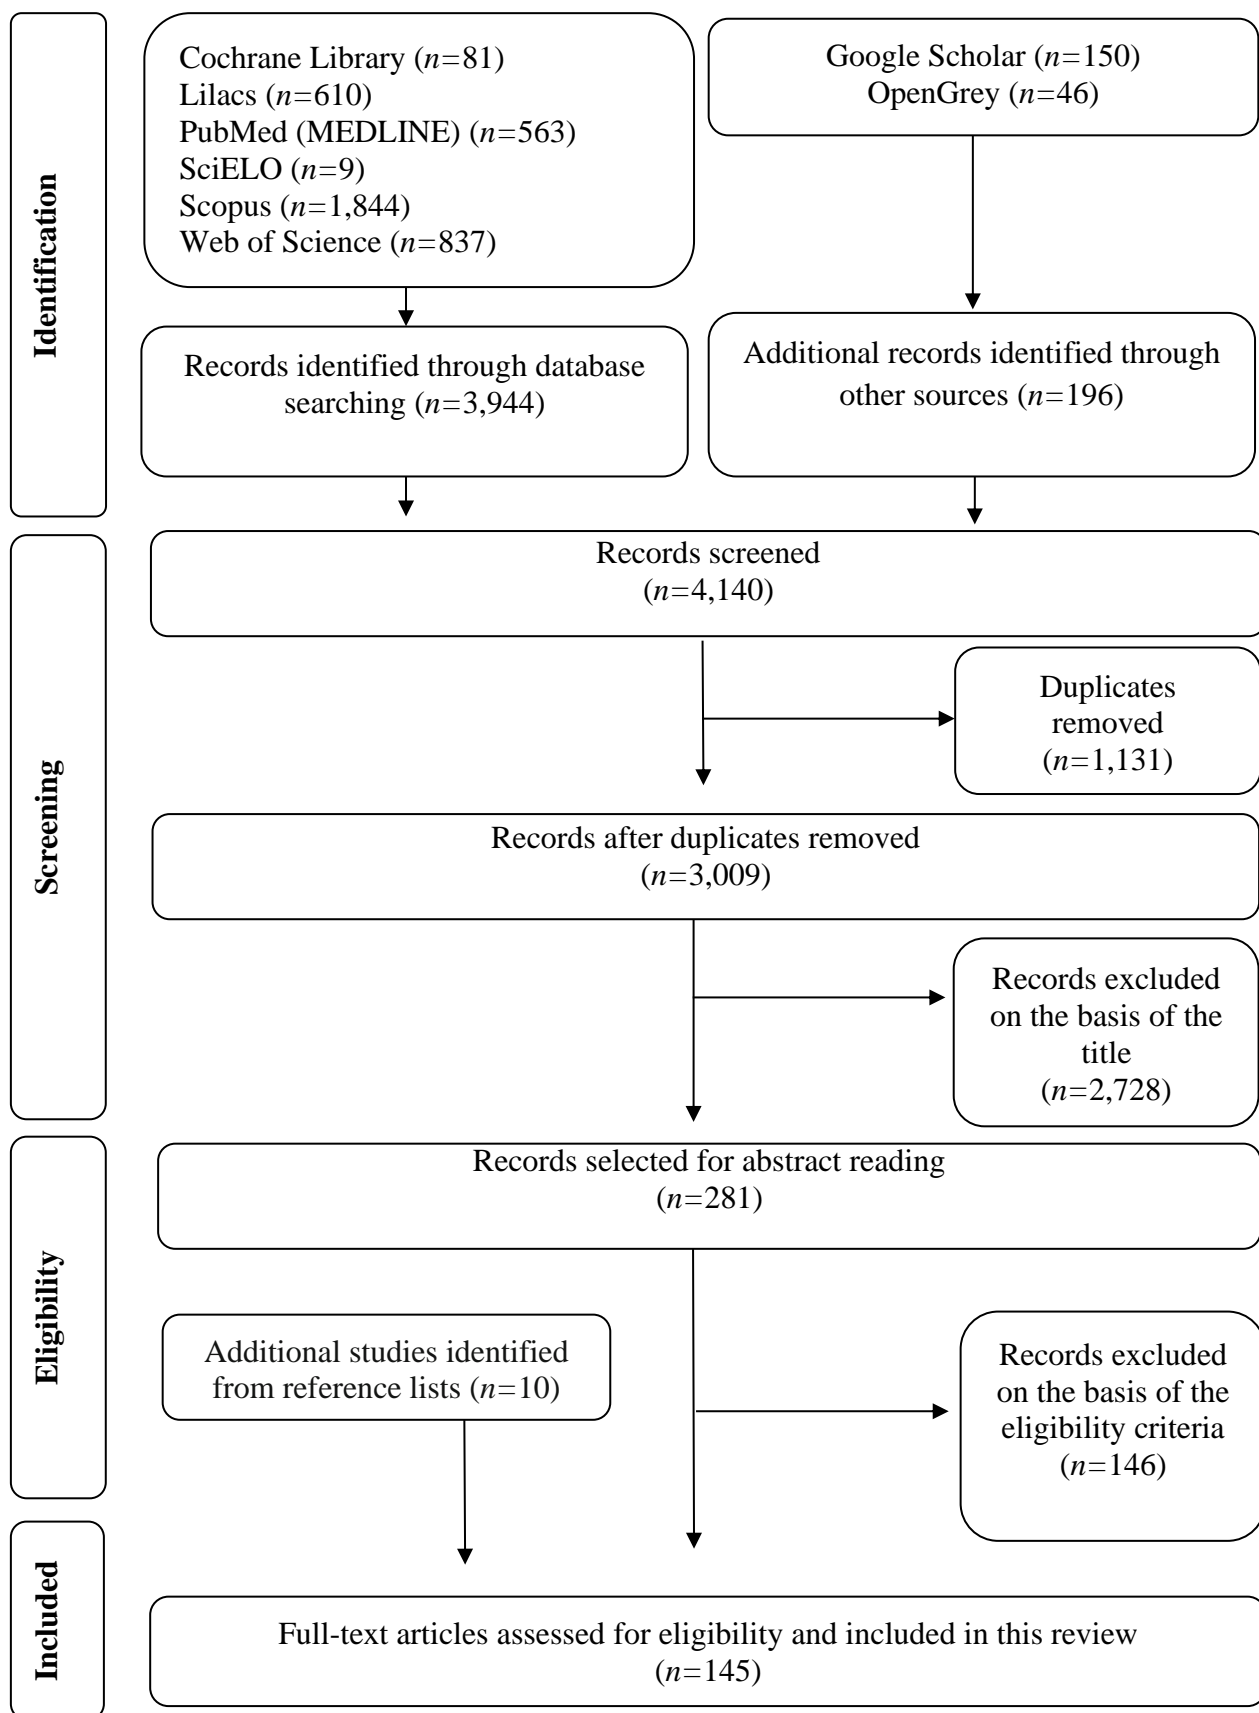 Identification
Cochrane Library (n=81)
Lilacs (n=610)
PubMed (MEDLINE) (n=563)
SciELO (n=9)
Scopus (n=1,844)
Web of Science (n=837)
Google Scholar (n=150)
OpenGrey (n=46)
Records identified through database
searching (n=3,944)
Additional records identified through
other sources (n=196)
Screening
Records screened
(n=4,140)
Duplicates
removed
(n=1,131)
Records after duplicates removed
(n=3,009)
Records excluded
on the basis of the
title
(n=2,728)
Eligibility
Records selected for abstract reading
(n=281)
Additional studies identified
from reference lists (n=10)
Records excluded
on the basis of the
eligibility criteria
(n=146)
Included
Full-text articles assessed for eligibility and included in this review
(n=145)